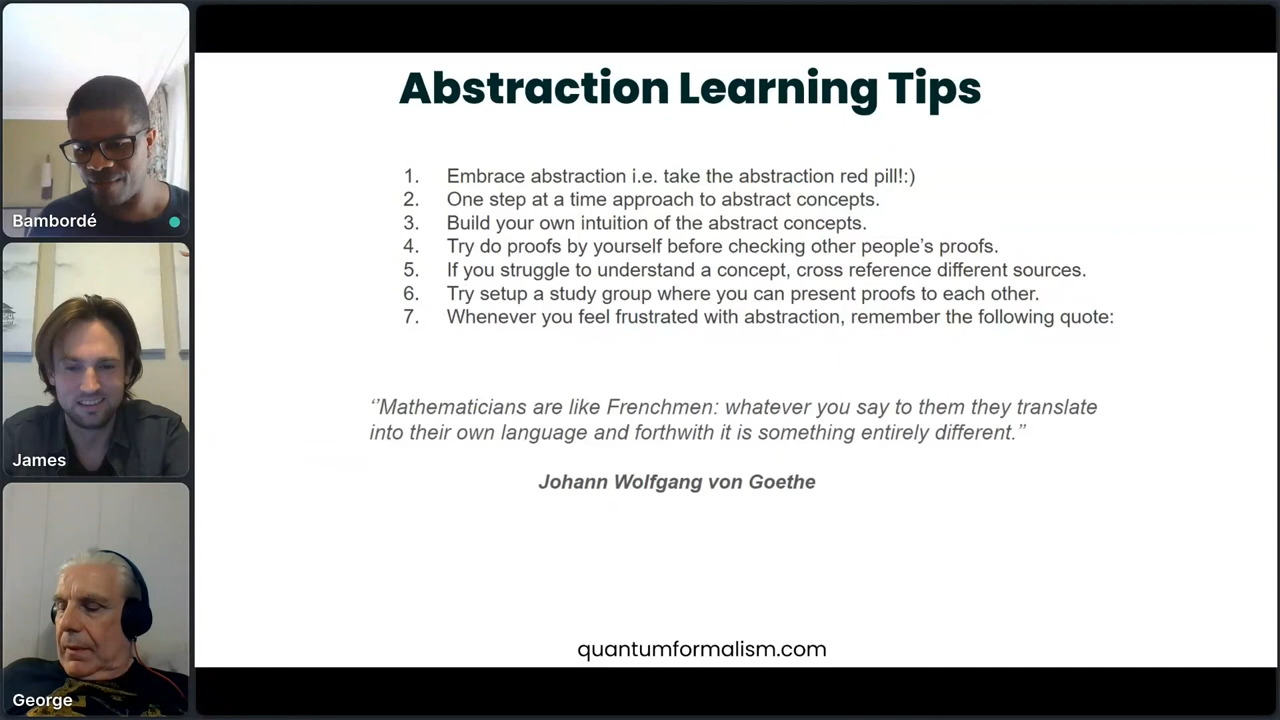 Bambordé
James
George
Abstraction Learning Tips
1. Embrace abstraction i.e. take the abstraction red pill!:)
2. One step at a time approach to abstract concepts.
3. Build your own intuition of the abstract concepts.
4. Try do proofs by yourself before checking other people’s proofs.
5. If you struggle to understand a concept, cross reference different sources.
6. Try setup a study group where you can present proofs to each other.
7. Whenever you feel frustrated with abstraction, remember the following quote:
‘’Mathematicians are like Frenchmen: whatever you say to them they translate
into their own language and forthwith it is something entirely different.’’
Johann Wolfgang von Goethe
quantumformalism.com